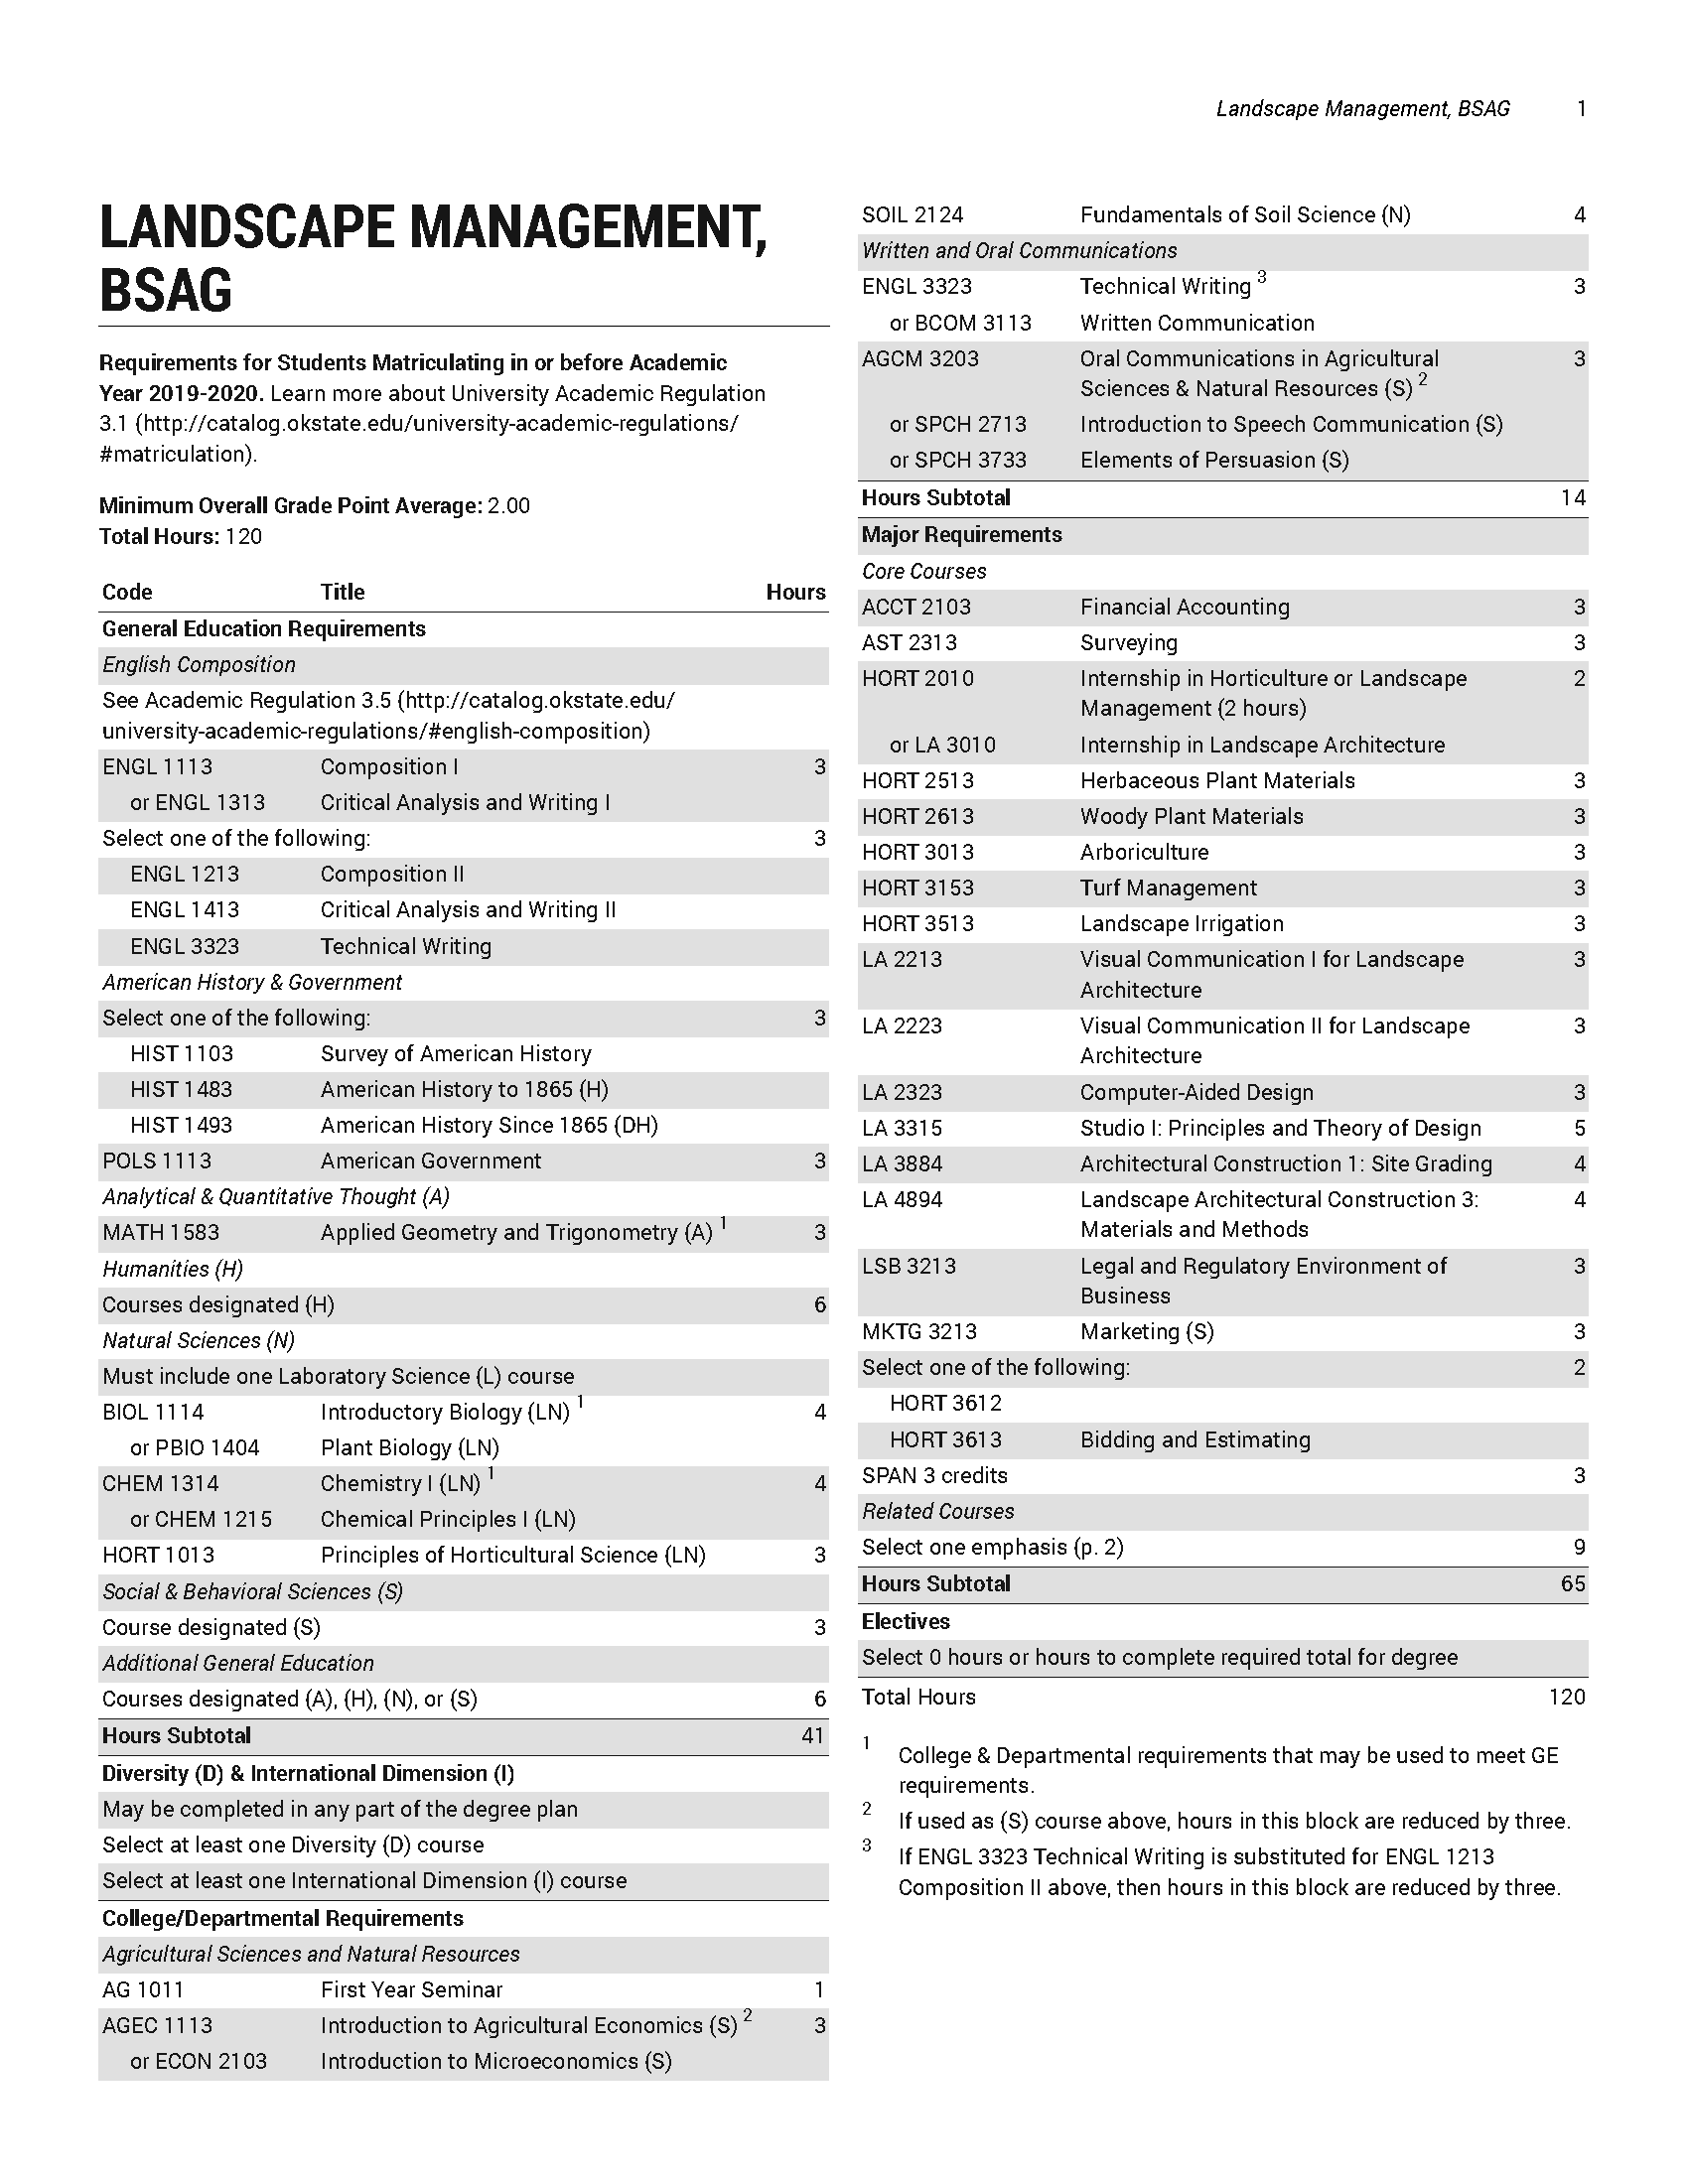 Landscape Management, BSAG 1
LANDSCAPE MANAGEMENT,
BSAG
Requirements for Students Matriculating in or before Academic
Year 2019-2020. Learn more about University Academic Regulation
3.1 (http://catalog.okstate.edu/university-academic-regulations/
#matriculation).
Minimum Overall Grade Point Average: 2.00
Total Hours: 120
Code Title Hours
General Education Requirements
English Composition
See Academic Regulation 3.5 (http://catalog.okstate.edu/
university-academic-regulations/#english-composition)
ENGL 1113 Composition I 3
or ENGL 1313 Critical Analysis and Writing I
Select one of the following: 3
ENGL 1213 Composition II
ENGL 1413 Critical Analysis and Writing II
ENGL 3323 Technical Writing
American History & Government
Select one of the following: 3
HIST 1103 Survey of American History
HIST 1483 American History to 1865 (H)
HIST 1493 American History Since 1865 (DH)
POLS 1113 American Government 3
Analytical & Quantitative Thought (A)
MATH 1583 Applied Geometry and Trigonometry (A) 1 3
Humanities (H)
Courses designated (H) 6
Natural Sciences (N)
Must include one Laboratory Science (L) course
BIOL 1114 Introductory Biology (LN) 1 4
or PBIO 1404 Plant Biology (LN)
CHEM 1314 Chemistry I (LN) 1 4
or CHEM 1215 Chemical Principles I (LN)
HORT 1013 Principles of Horticultural Science (LN) 3
Social & Behavioral Sciences (S)
Course designated (S) 3
Additional General Education
Courses designated (A), (H), (N), or (S) 6
Hours Subtotal 41
Diversity (D) & International Dimension (I)
May be completed in any part of the degree plan
Select at least one Diversity (D) course
Select at least one International Dimension (I) course
College/Departmental Requirements
Agricultural Sciences and Natural Resources
AG 1011 First Year Seminar 1
AGEC 1113 Introduction to Agricultural Economics (S) 2 3
or ECON 2103 Introduction to Microeconomics (S)
SOIL 2124 Fundamentals of Soil Science (N) 4
Written and Oral Communications
ENGL 3323 Technical Writing 3 3
or BCOM 3113 Written Communication
AGCM 3203 Oral Communications in Agricultural 3
Sciences & Natural Resources (S) 2
or SPCH 2713 Introduction to Speech Communication (S)
or SPCH 3733 Elements of Persuasion (S)
Hours Subtotal 14
Major Requirements
Core Courses
ACCT 2103 Financial Accounting 3
AST 2313 Surveying 3
HORT 2010 Internship in Horticulture or Landscape 2
Management (2 hours)
or LA 3010 Internship in Landscape Architecture
HORT 2513 Herbaceous Plant Materials 3
HORT 2613 Woody Plant Materials 3
HORT 3013 Arboriculture 3
HORT 3153 Turf Management 3
HORT 3513 Landscape Irrigation 3
LA 2213 Visual Communication I for Landscape 3
Architecture
LA 2223 Visual Communication II for Landscape 3
Architecture
LA 2323 Computer-Aided Design 3
LA 3315 Studio I: Principles and Theory of Design 5
LA 3884 Architectural Construction 1: Site Grading 4
LA 4894 Landscape Architectural Construction 3: 4
Materials and Methods
LSB 3213 Legal and Regulatory Environment of 3
Business
MKTG 3213 Marketing (S) 3
Select one of the following: 2
HORT 3612
HORT 3613 Bidding and Estimating
SPAN 3 credits 3
Related Courses
Select one emphasis (p. 2) 9
Hours Subtotal 65
Electives
Select 0 hours or hours to complete required total for degree
Total Hours 120
1 College & Departmental requirements that may be used to meet GE
requirements.
2 If used as (S) course above, hours in this block are reduced by three.
3 If ENGL 3323 Technical Writing is substituted for ENGL 1213
Composition II above, then hours in this block are reduced by three.